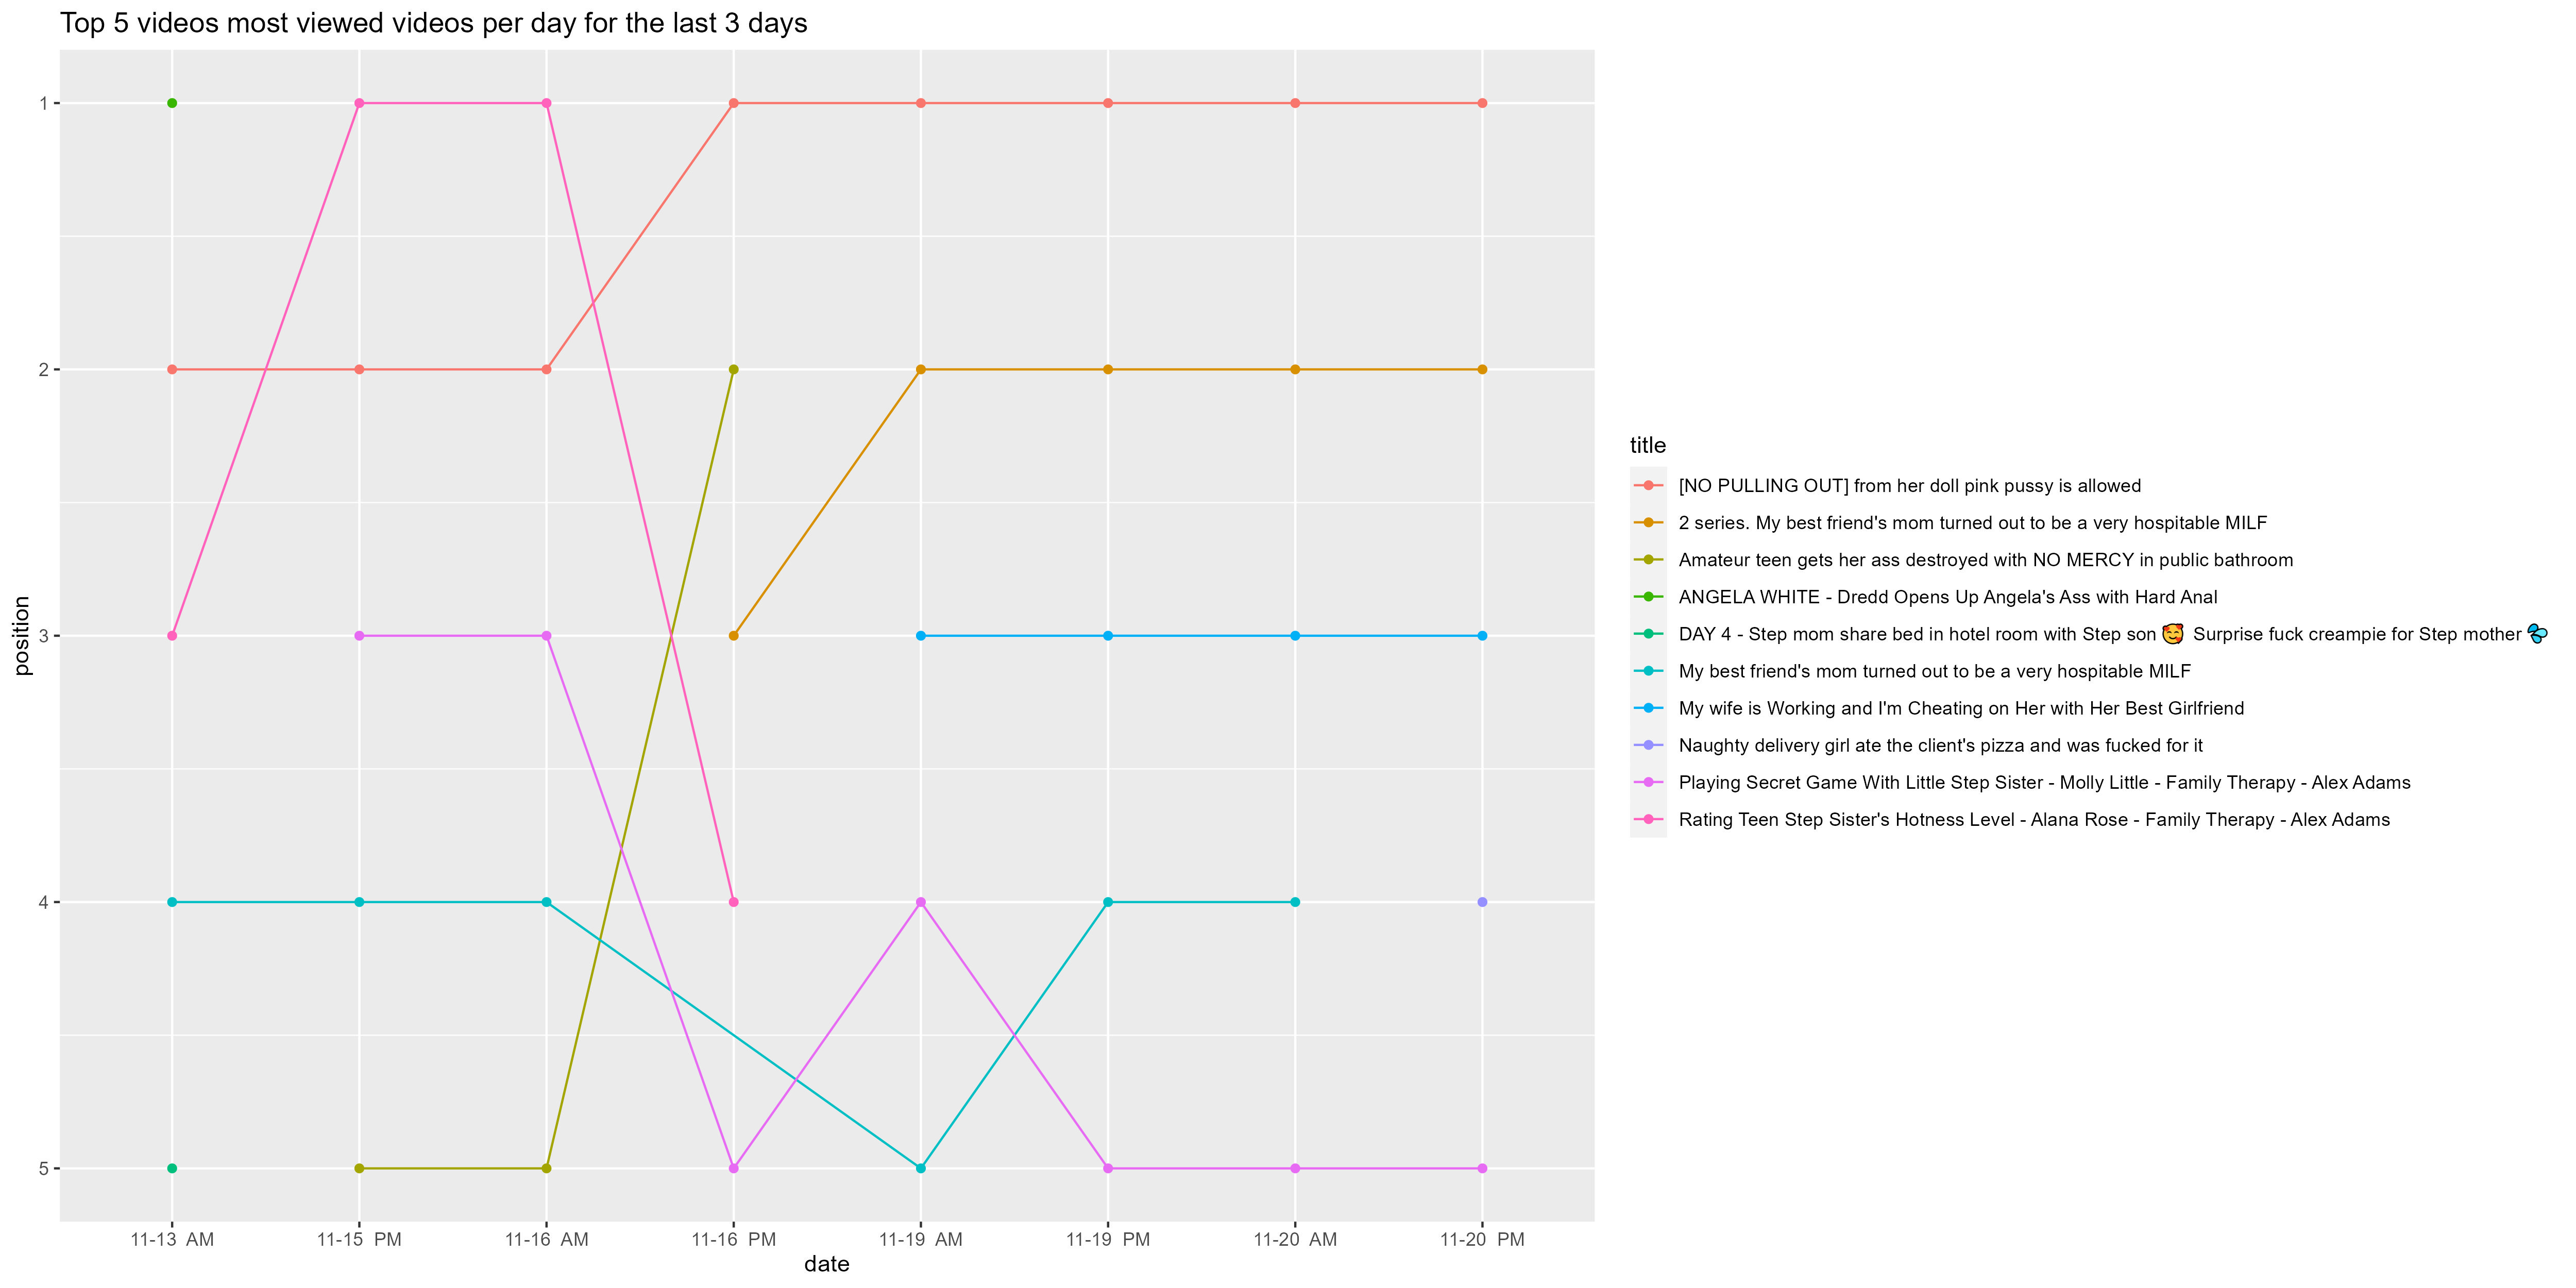 Top 5 videos most viewed videos per day for the last 3 days
position
1
2
3
4
5
11-13 AM
11-15 PM
11-16 AM
11-16 PM
11-19 AM
11-19 PM
11-20 AM
11-20 PM
date
title
[NO PULLING OUT] from her doll pink pussy is allowed
2 series. My best friend's mom turned out to be a very hospitable MILF
Amateur teen gets her ass destroyed with NO MERCY in public bathroom
ANGELA WHITE - Dredd Opens Up Angela's Ass with Hard Anal
DAY 4 - Step mom share bed in hotel room with Step son 🥰 Surprise fuck creampie for Step mother 💦
My best friend's mom turned out to be a very hospitable MILF
My wife is Working and I'm Cheating on Her with Her Best Girlfriend
Naughty delivery girl ate the client's pizza and was fucked for it
Playing Secret Game With Little Step Sister - Molly Little - Family Therapy - Alex Adams
Rating Teen Step Sister's Hotness Level - Alana Rose - Family Therapy - Alex Adams